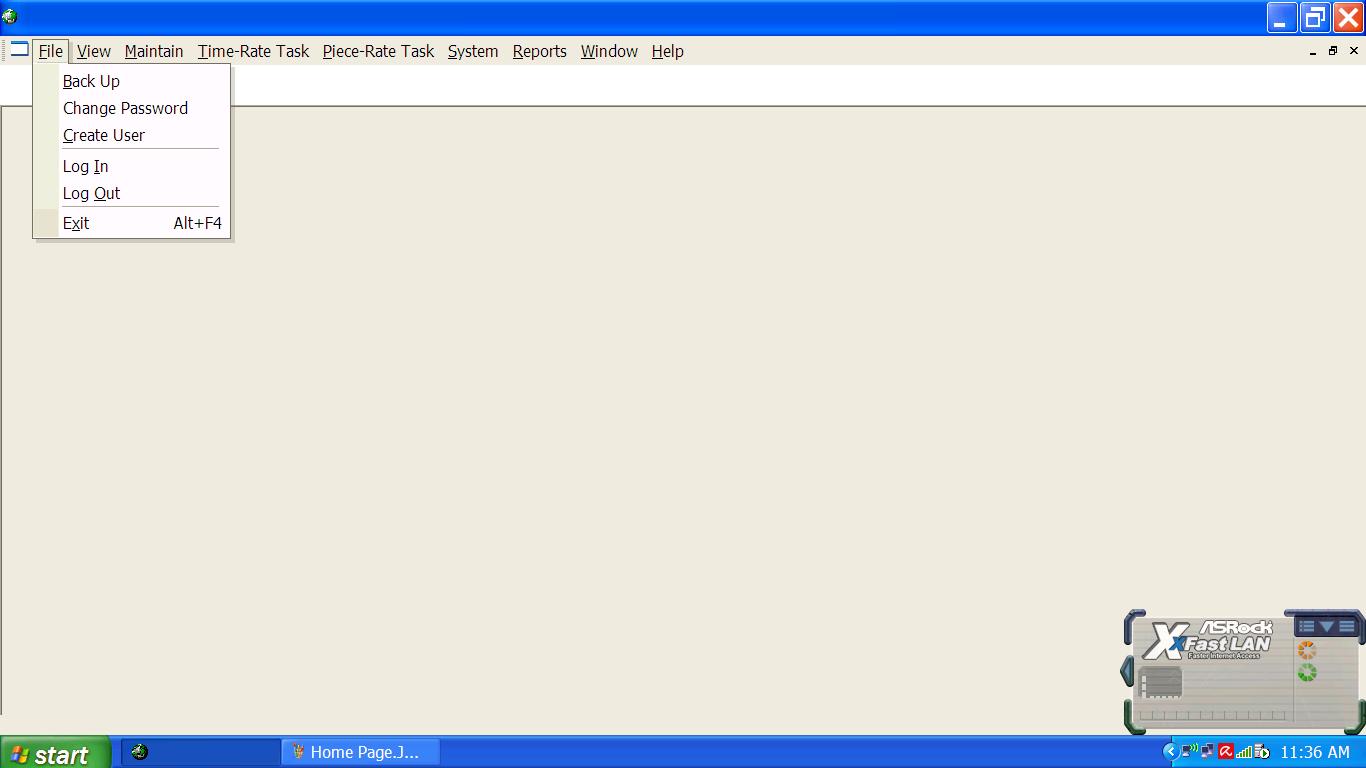 File View Maintain Time-Rate Task Piece-Rate Task System Reports Window Help
Back Up
Change Password
Create User
Log In
Log Out
Exit Alt+F4
ASRock
XFast LAN
Faster Internet Access
start Home Page.J... 11:36 AM